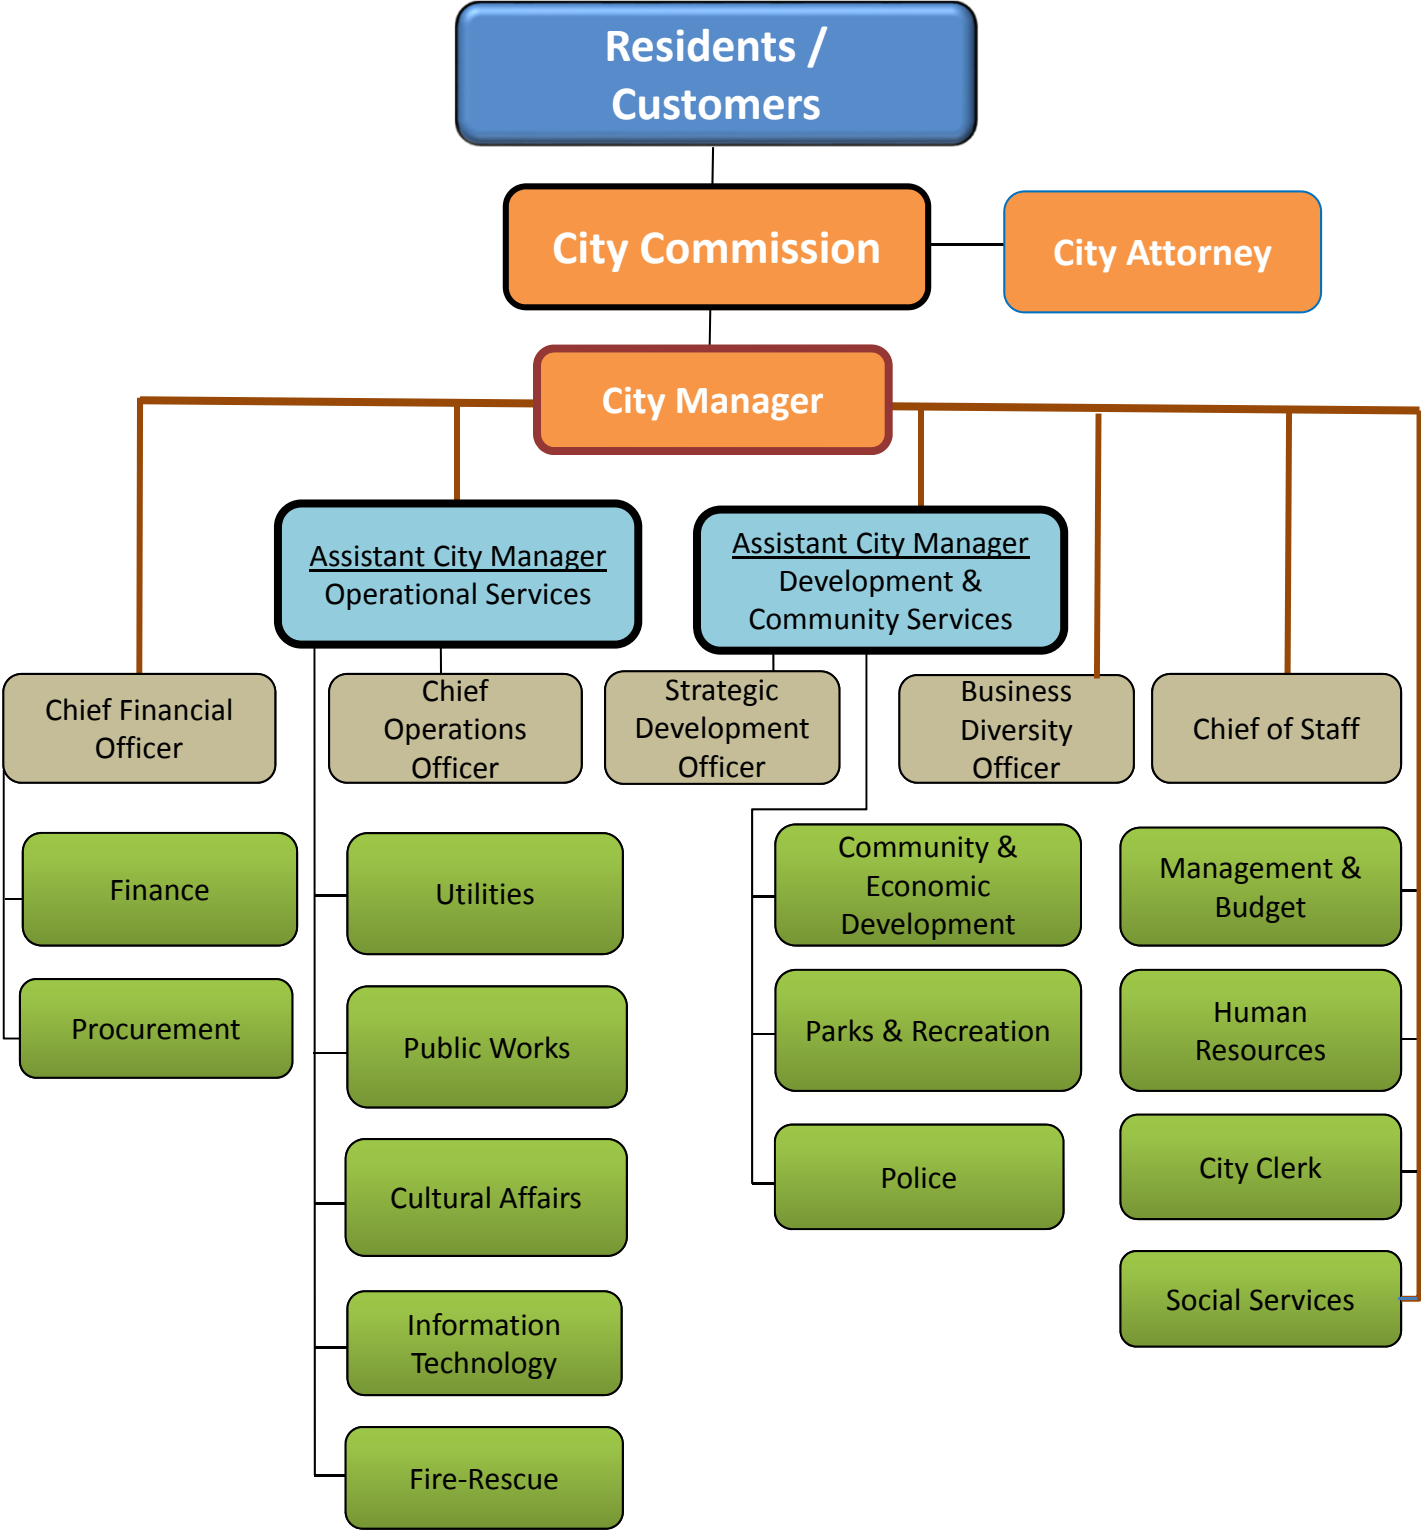 Residents /
Customers
City Commission
City Attorney
City Manager
Assistant City Manager
Operational Services
Assistant City Manager
Development &
Community Services
Chief Financial
Officer
Chief
Operations
Officer
Strategic
Development
Officer
Business
Diversity
Officer
Chief of Staff
Finance
Procurement
Utilities
Public Works
Cultural Affairs
Information
Technology
Fire-Rescue
Community &
Economic
Development
Parks & Recreation
Police
Management &
Budget
Human
Resources
City Clerk
Social Services